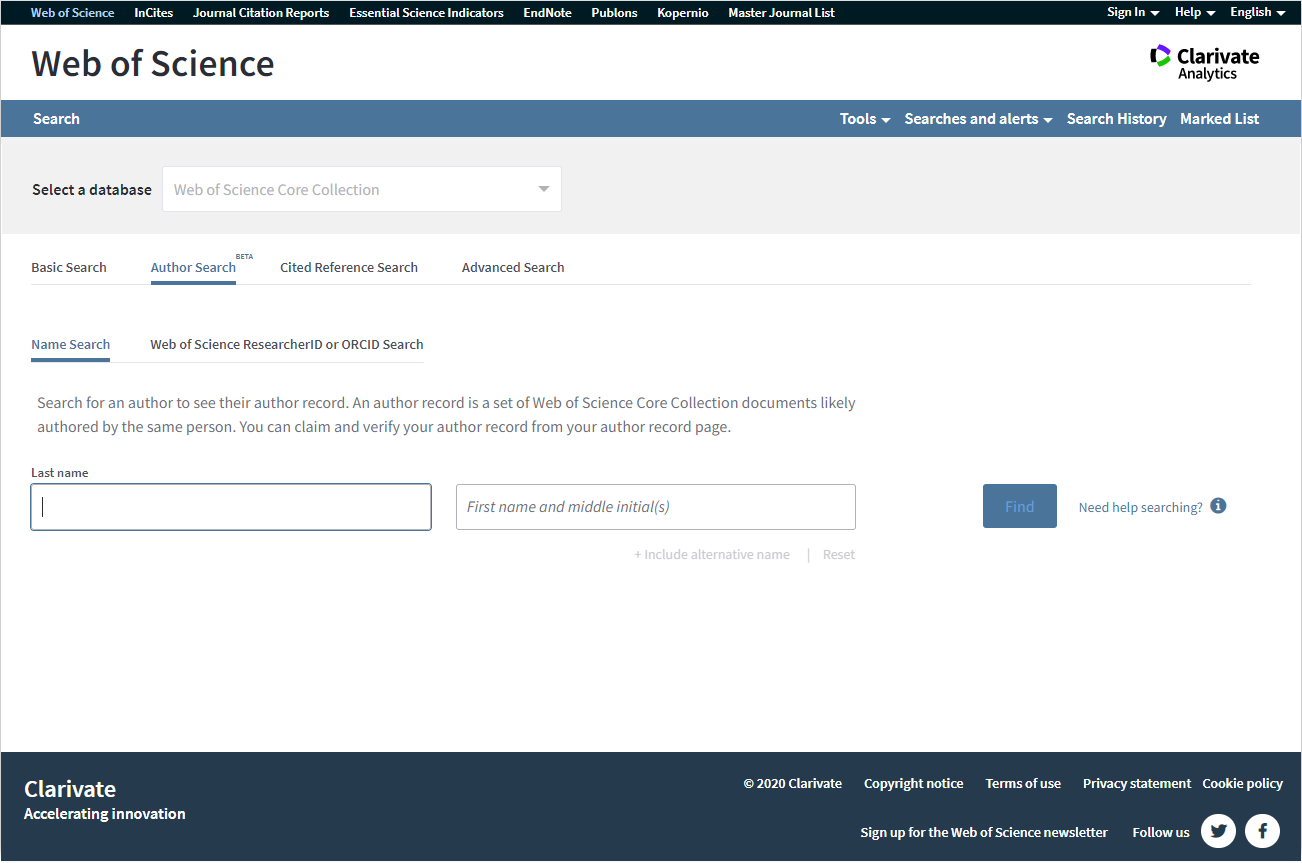 Web of Science InCites Journal Citation Reports Essential Science Indicators EndNote Publons Kopernio Master Journal List Sign In Help English
Web of Science
Clarivate
Analytics
Search Tools Searches and alerts Search History Marked List
Select a database Web of Science Core Collection
Basic Search Author Search BETA Cited Reference Search Advanced Search
Name Search Web of Science ResearcherID or ORCID Search
Search for an author to see their author record. An author record is a set of Web of Science Core Collection documents likely
authored by the same person. You can claim and verify your author record from your author record page.
Last name
First name and middle initial(s) Find Need help searching? i
+ Include alternative name | Reset
Clarivate
Accelerating innovation
© 2020 Clarivate Copyright notice Terms of use Privacy statement Cookie policy
Sign up for the Web of Science newsletter Follow us